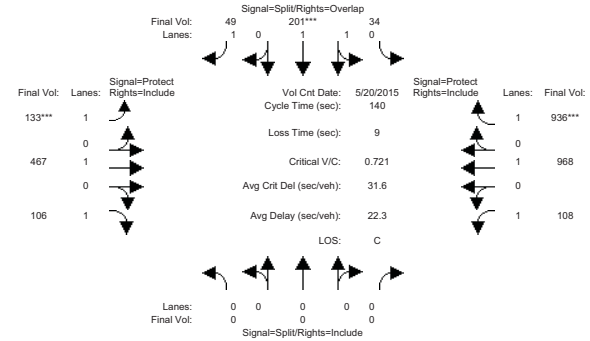 Signal=Split/Rights=Overlap
Final Vol: 49 201*** 34
Lanes: 1 0 1 1 0
Signal=Protect Signal=Protect
Final Vol: Lanes: Rights=Include Vol Cnt Date: 5/20/2015 Rights=Include Lanes: Final Vol:
Cycle Time (sec): 140
133*** 1 1 936***
Loss Time (sec): 9
0 0
467 1 Critical V/C: 0.721 1 968
0 Avg Crit Del (sec/veh): 31.6 0
106 1 Avg Delay (sec/veh): 22.3 1 108
LOS: C
Lanes: 0 0 0 0 0
Final Vol: 0 0 0
Signal=Split/Rights=Include